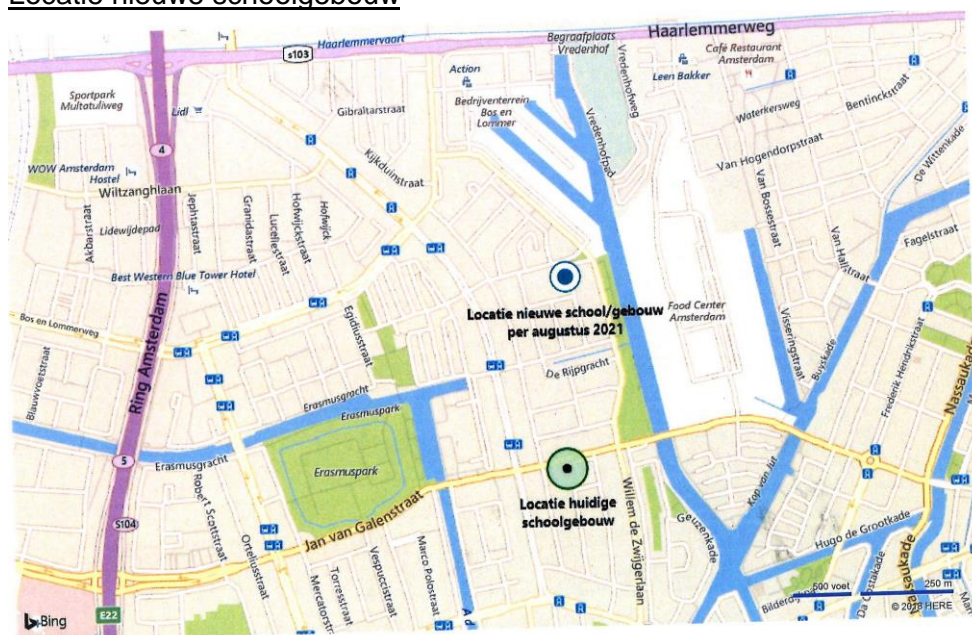 Locatie nieuwe schoolgebouw
Haarlemmervaart
s103
Begraafplaats
Vredenhof
Haarlemmerweg
Café Restaurant
Amsterdam
Sportpark
Multatuliweg
Lidl
Gibraltarstraat
Action
Bedrijventerrein
Bos en
Lommer
Vredenhofweg
Leen Bakker
Waterkersweg
Bentinckstraat
4
WOW Amsterdam
Hostel
Wiltzanghlaan
Kijkduinstraat
Vredenhofpad
Van Hogendorpstraat
De Wittenkade
Akbarstraat
Lidewijdepad
Jephtastraat
Granidastraat
Lucellestraat
Hofwijckstraat
Hofwijck
Van Bossestraat
Van Hallstraat
Fagelstraat
Best Western Blue Tower Hotel
Bos en Lommerweg
Ring Amsterdam
Egidiusstraat
Locatie nieuwe school/gebouw
per augustus 2021
Food Center
Amsterdam
Visseringstraat
Buyskade
Frederik Hendrikstraat
Nassaukade
Blauwvoetstraat
De Rijpgracht
Erasmusgracht
Erasmuspark
Erasmusgracht
5
Erasmuspark
S104
Robert Scottstraat
Jan van Galenstraat
Locatie huidige
schoolgebouw
Willem de Zwijgerlaan
Geuzenkade
Kop van Jut
Hugo de Grootkade
Orteliusstraat
Mercatorstraat
Torresstraat
Vespuccistraat
Marco Polostraat
A d
Bilderdijk
Da Costakade
Nassaukade
500 voet
250 m
E22
Bing
© 2018 HERE